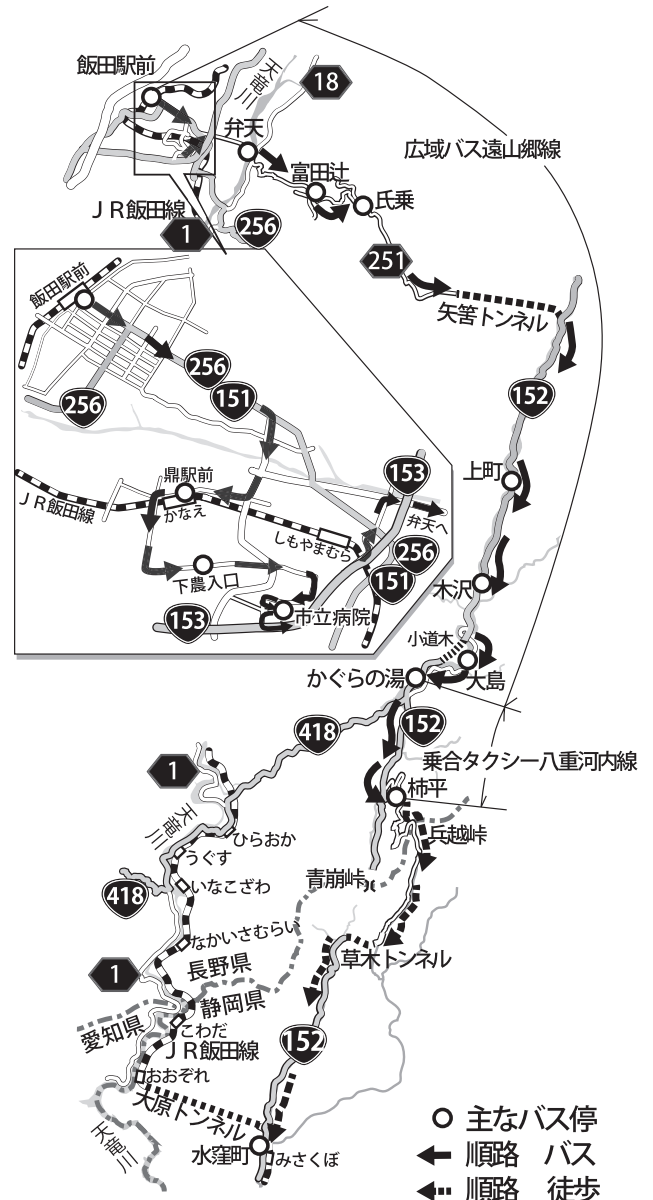 飯田駅前
天竜川
18
弁天
広域バス遠山郷線
富田辻
氏乗
ＪＲ飯田線
1
256
251
矢筈トンネル
飯田駅前
256
151
256
152
153
上町
鼎駅前
かなえ
ＪＲ飯田線
弁天へ
しもやまむら
256
151
下農入口
木沢
市立病院
153
小道木
かぐらの湯
大島
418
152
乗合タクシー八重河内線
1
柿平
天竜川
ひらおか
兵越峠
うぐす
いなこざわ
青崩峠
418
なかいさむらい
草木トンネル
長野県
1
静岡県
愛知県
こわだ
152
ＪＲ飯田線
おおぞれ
大原トンネル
天竜川
水窪町
みさくぼ
主なバス停
順路　バス
順路　徒歩